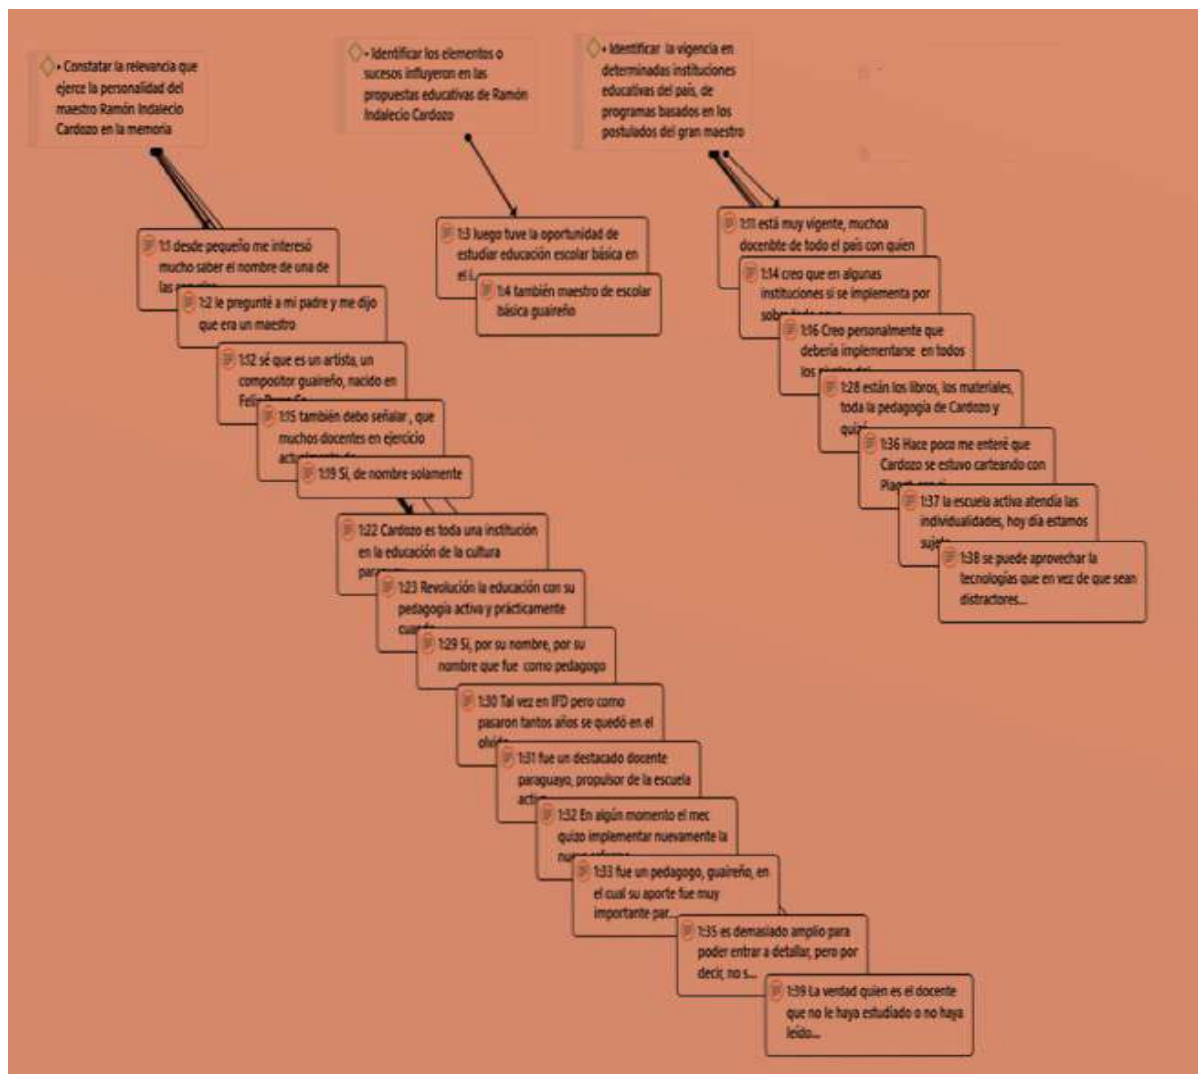 • Constatar la relevancia que
ejerce la personalidad del
maestro Ramón Indalecio
Cardozo en la memoria
• Identificar los elementos o
sucesos influyeron en las
propuestas educativas de Ramón
Indalecio Cardozo
• Identificar la vigencia en
determinadas instituciones
educativas del país, de
programas basados en los
postulados del gran maestro
1:1 desde pequeño me interesó
mucho saber el nombre de una de
las
1:2 le pregunté a mi padre y me dijo
que era un maestro
1:12 sé que es un artista, un
compositor guaireño, nacido en
Felix
1:15 también debo señalar , que
muchos docentes en ejercicio
1:19 Si, de nombre solamente
1:22 Cardozo es toda una institución
en la educación de la cultura
1:23 Revolución la educación con su
pedagogía activa y prácticamente
1:29 Si, por su nombre, por su
nombre que fue como pedagogo
1:30 Tal vez en IFD pero como
pasaron tantos años se quedó en el
olvido
1:31 fue un destacado docente
paraguayo, propulsor de la escuela
1:32 En algún momento el mec
quizo implementar nuevamente la
1:33 fue un pedagogo, guaireño, en
el cual su aporte fue muy
importante par...
1:35 es demasiado amplio para
poder entrar a detallar, pero por
decir, no s...
1:39 La verdad quien es el docente
que no le haya estudiado o no haya
leído...
1:3 luego tuve la oportunidad de
estudiar educación escolar básica en
el i...
1:4 también maestro de escolar
básica guaireño
1:11 está muy vigente, muchoa
docenbte de todo el país con quien
1:14 creo que en algunas
instituciones si se implementa por
sobre todo
1:16 Creo personalmente que
debería implementarse en todos
los
1:28 están los libros, los materiales,
toda la pedagogía de Cardozo y
1:36 Hace poco me enteré que
Cardozo se estuvo carteando con
1:37 la escuela activa atendía las
individualidades, hoy día estamos
1:38 se puede aprovechar la
tecnologías que en vez de que sean
distractores...